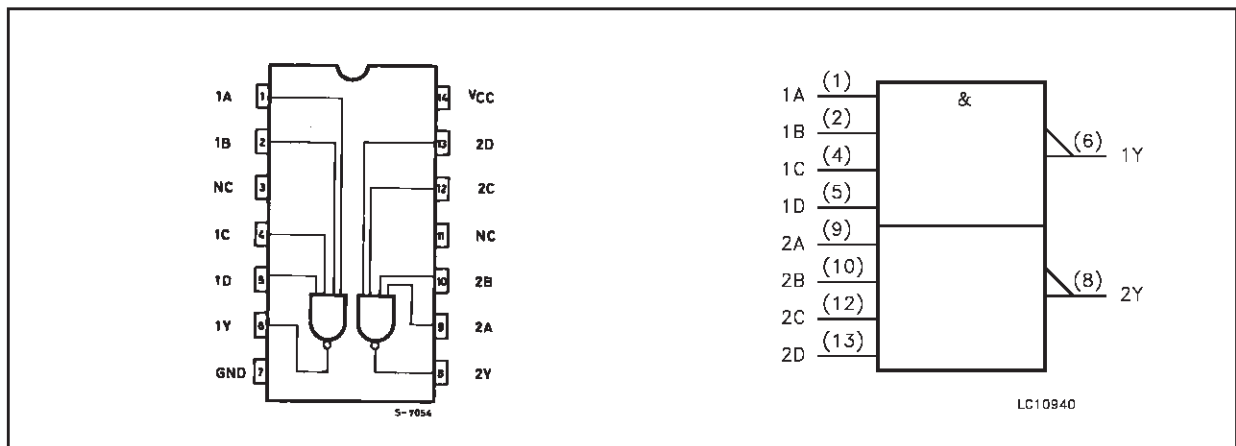 1A 1
1B 2
NC 3
1C 4
1D 5
1Y 6
GND 7
14 VCC
13 2D
12 2C
11 NC
10 2B
9 2A
8 2Y
S-7054
&
1A (1)
1B (2)
1C (4)
1D (5)
2A (9)
2B (10)
2C (12)
2D (13)
(6) 1Y
(8) 2Y
LC10940